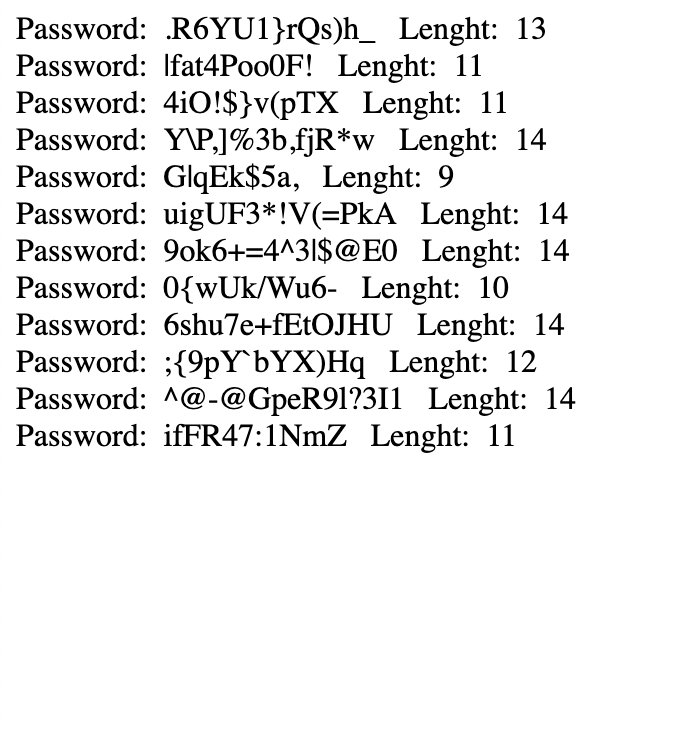 Password: .R6YU1}rQs)h_ Lenght: 13
Password: |fat4Poo0F! Lenght: 11
Password: 4iO!$}v(pTX Lenght: 11
Password: Y\P,]%3b,fjR*w Lenght: 14
Password: G|qEk$5a, Lenght: 9
Password: uigUF3*!V(=PkA Lenght: 14
Password: 9ok6+=4^3|$@E0 Lenght: 14
Password: 0{wUk/Wu6- Lenght: 10
Password: 6shu7e+fEtOJHU Lenght: 14
Password: ;{9pY`bYX)Hq Lenght: 12
Password: ^@-@GpeR9l?3I1 Lenght: 14
Password: ifFR47:1NmZ Lenght: 11